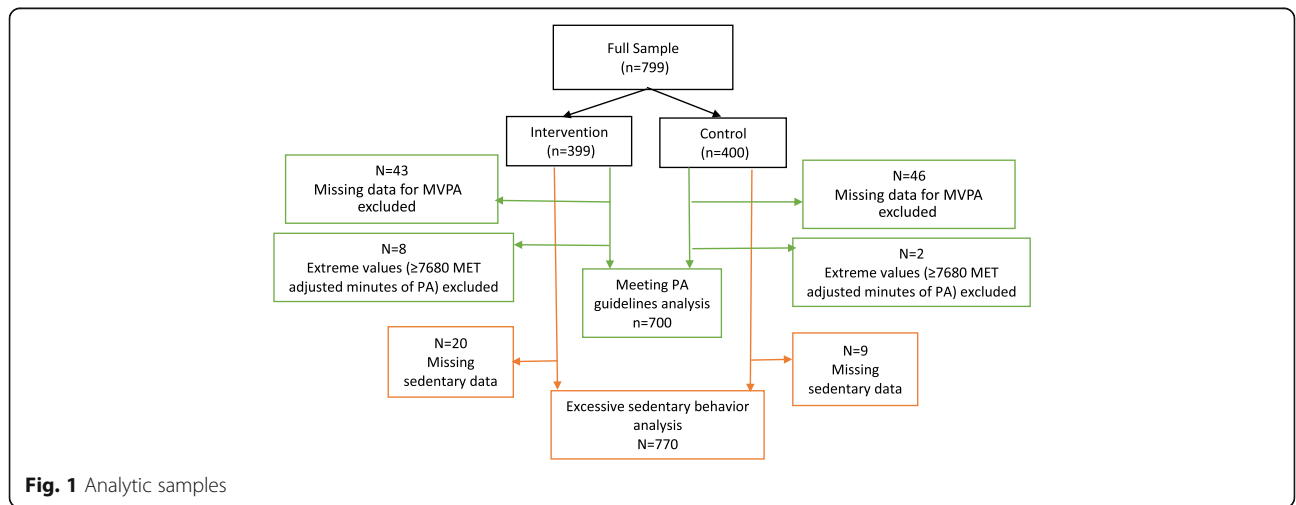 Full Sample
(n=799)
Intervention
(n=399)
Control
(n=400)
N=43
Missing data for MVPA
excluded
N=46
Missing data for MVPA
excluded
N=8
Extreme values (≥7680 MET
adjusted minutes of PA) excluded
N=2
Extreme values (≥7680 MET
adjusted minutes of PA) excluded
Meeting PA
guidelines analysis
n=700
N=20
Missing
sedentary data
N=9
Missing
sedentary data
Excessive sedentary behavior
analysis
N=770
Fig. 1 Analytic samples